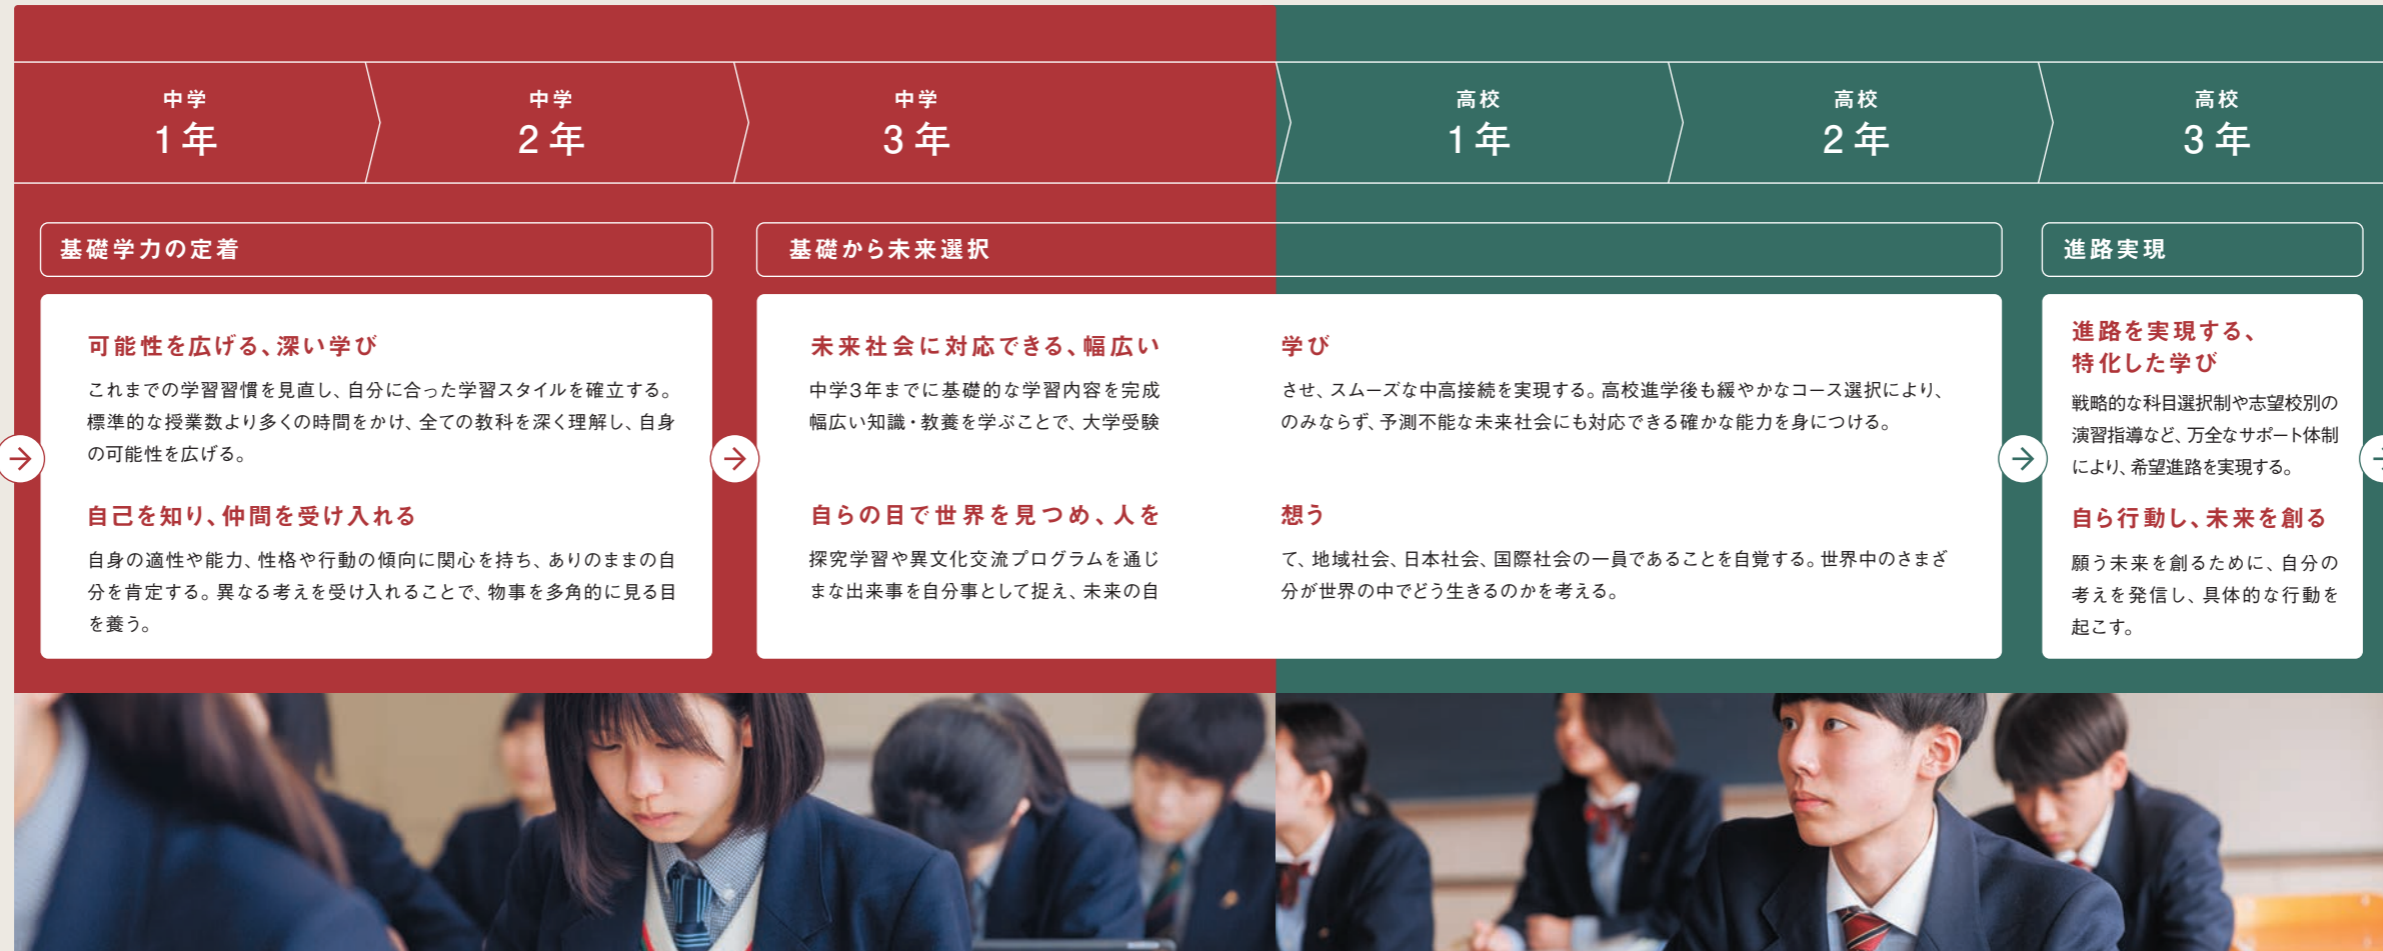 中学
1年
中学
2年
中学
3年
高校
1年
高校
2年
高校
3年
基礎学力の定着
可能性を広げる、深い学び
これまでの学習習慣を見直し、自分に合った学習スタイルを確立する。
標準的な授業数より多くの時間をかけ、全ての教科を深く理解し、自身
の可能性を広げる。
自己を知り、仲間を受け入れる
自身の適性や能力、性格や行動の傾向に関心を持ち、ありのままの自
分を肯定する。異なる考えを受け入れることで、物事を多角的に見る目
を養う。
基礎から未来選択
未来社会に対応できる、幅広い学び
中学3年までに基礎的な学習内容を完成させ、スムーズな中高接続を実現する。高校進学後も緩やかなコース選択により、
幅広い知識・教養を学ぶことで、大学受験のみならず、予測不能な未来社会にも対応できる確かな能力を身につける。
自らの目で世界を見つめ、人を想う
探究学習や異文化交流プログラムを通じて、地域社会、日本社会、国際社会の一員であることを自覚する。世界中のさまざ
まな出来事を自分事として捉え、未来の自分が世界の中でどう生きるのかを考える。
進路実現
進路を実現する、
特化した学び
戦略的な科目選択制や志望校別の
演習指導など、万全なサポート体制
により、希望進路を実現する。
自ら行動し、未来を創る
願う未来を創るために、自分の
考えを発信し、具体的な行動を
起こす。